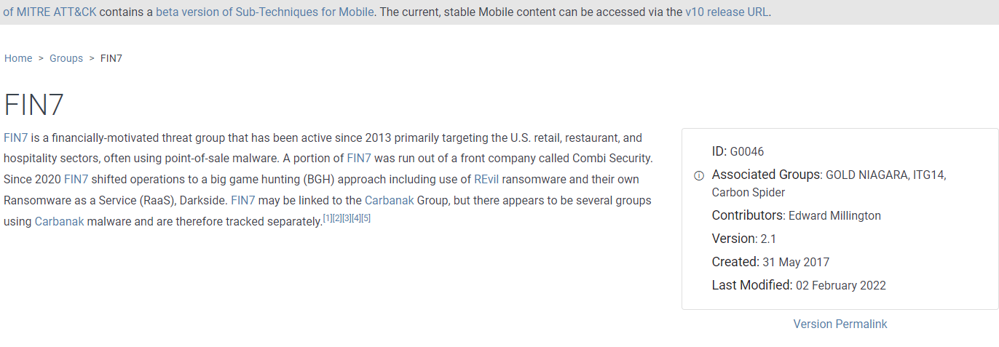 of MITRE ATT&CK contains a beta version of Sub-Techniques for Mobile. The current, stable Mobile content can be accessed via the v10 release URL.
Home > Groups > FIN7
FIN7
FIN7 is a financially-motivated threat group that has been active since 2013 primarily targeting the U.S. retail, restaurant, and
hospitality sectors, often using point-of-sale malware. A portion of FIN7 was run out of a front company called Combi Security.
Since 2020 FIN7 shifted operations to a big game hunting (BGH) approach including use of REvil ransomware and their own
Ransomware as a Service (RaaS), Darkside. FIN7 may be linked to the Carbanak Group, but there appears to be several groups
using Carbanak malware and are therefore tracked separately.[1][2][3][4][5]
ID: G0046
Associated Groups: GOLD NIAGARA, ITG14,
Carbon Spider
Contributors: Edward Millington
Version: 2.1
Created: 31 May 2017
Last Modified: 02 February 2022
Version Permalink